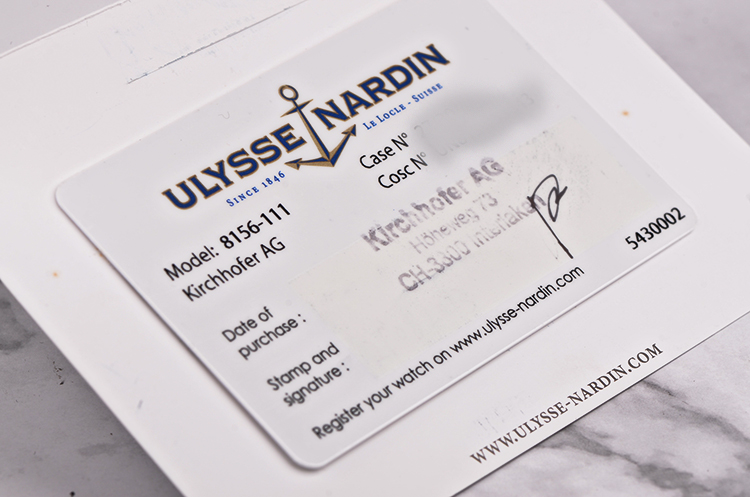 ULYSSE NARDIN
SINCE 1846
LE LOCLE - SUISSE
Case N°
Cosc N°
Model: 8156-111
Kirchhofer AG
Kirchhofer AG
Höheweg 73
CH-3800 Interlaken
5430002
Date of
purchase :
Stamp and
signature :
Register your watch on www.ulysse-nardin.com
WWW.ULYSSE-NARDIN.COM